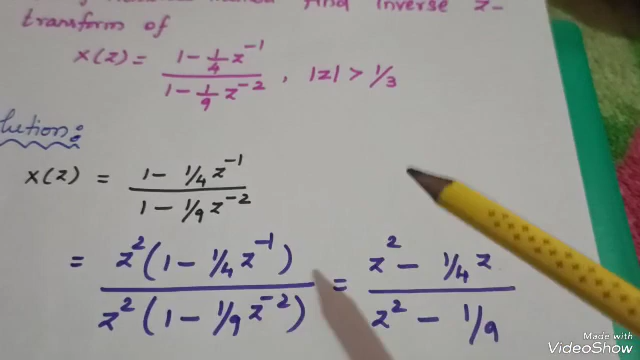 find inverse z-
transform of
X(z) = (1 - 1/4 z^-1) / (1 - 1/9 z^-2) , |z| > 1/3
lution:
X(z) = (1 - 1/4 z^-1) / (1 - 1/9 z^-2)
= z^2 (1 - 1/4 z^-1) / z^2 (1 - 1/9 z^-2) = (z^2 - 1/4 z) / (z^2 - 1/9)
Made with
VideoShow